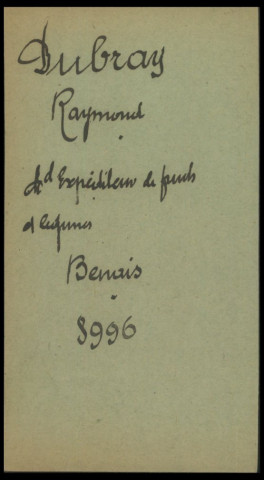 Dubray
Raymond
Md Expéditeur de fruits
et légumes
Benais
8996